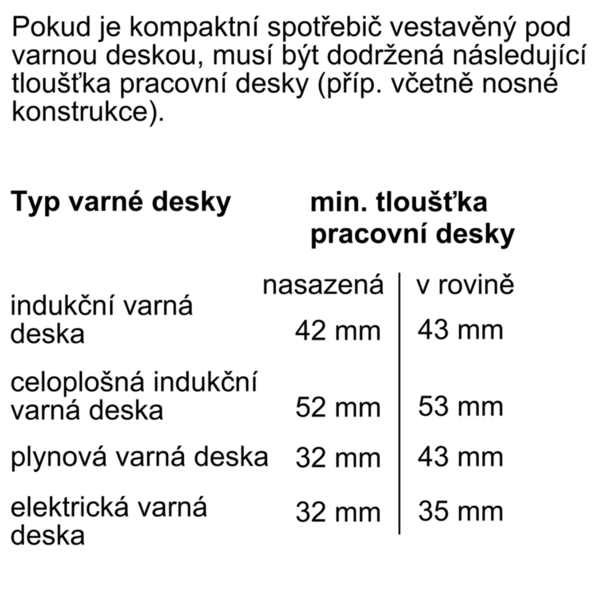 Pokud je kompaktní spotřebič vestavěný pod
varnou deskou, musí být dodržená následující
tloušťka pracovní desky (příp. včetně nosné
konstrukce).
Typ varné desky
min. tloušťka
pracovní desky
nasazená v rovině
indukční varná
deska
42 mm 43 mm
celoplošná indukční
varná deska
52 mm 53 mm
plynová varná deska 32 mm 43 mm
elektrická varná
deska
32 mm 35 mm